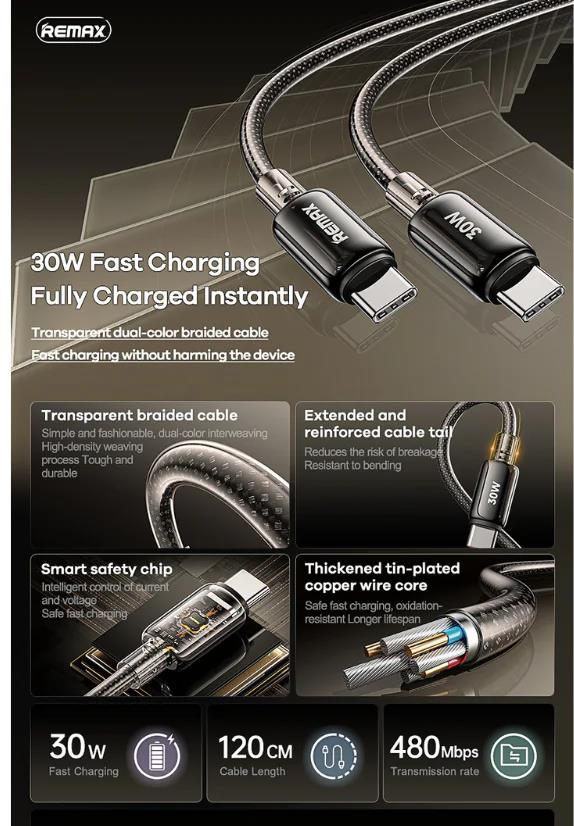 REMAX
REMAX
30W
30W Fast Charging
Fully Charged Instantly
Transparent dual-color braided cable
Fast charging without harming the device
Transparent braided cable
Simple and fashionable, dual-color interweaving
High-density weaving
process Tough and
durable
Extended and
reinforced cable tail
Reduces the risk of breakage
Resistant to bending
30W
Smart safety chip
Intelligent control of current
and voltage
Safe fast charging
Thickened tin-plated
copper wire core
Safe fast charging, oxidation-
resistant Longer lifespan
30W
Fast Charging
120CM
Cable Length
480Mbps
Transmission rate